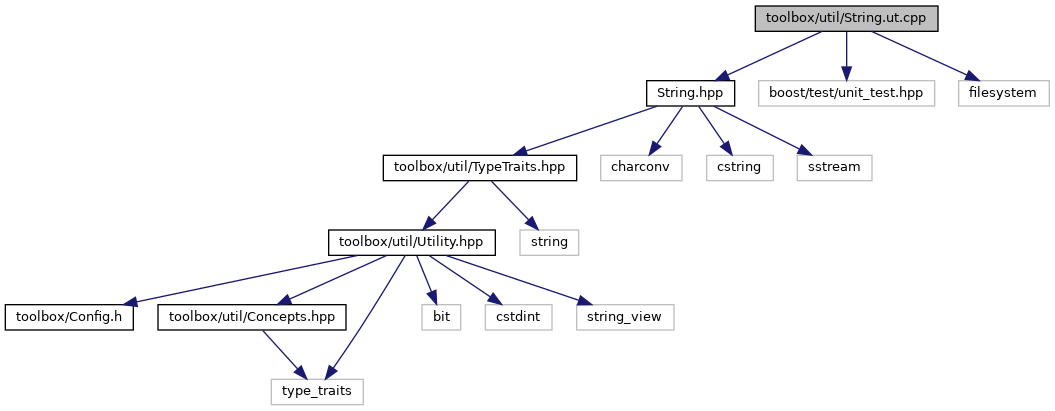 toolbox/util/String.ut.cpp
String.hpp
boost/test/unit_test.hpp
filesystem
toolbox/util/TypeTraits.hpp
charconv
cstring
sstream
toolbox/util/Utility.hpp
string
toolbox/Config.h
toolbox/util/Concepts.hpp
bit
cstdint
string_view
type_traits